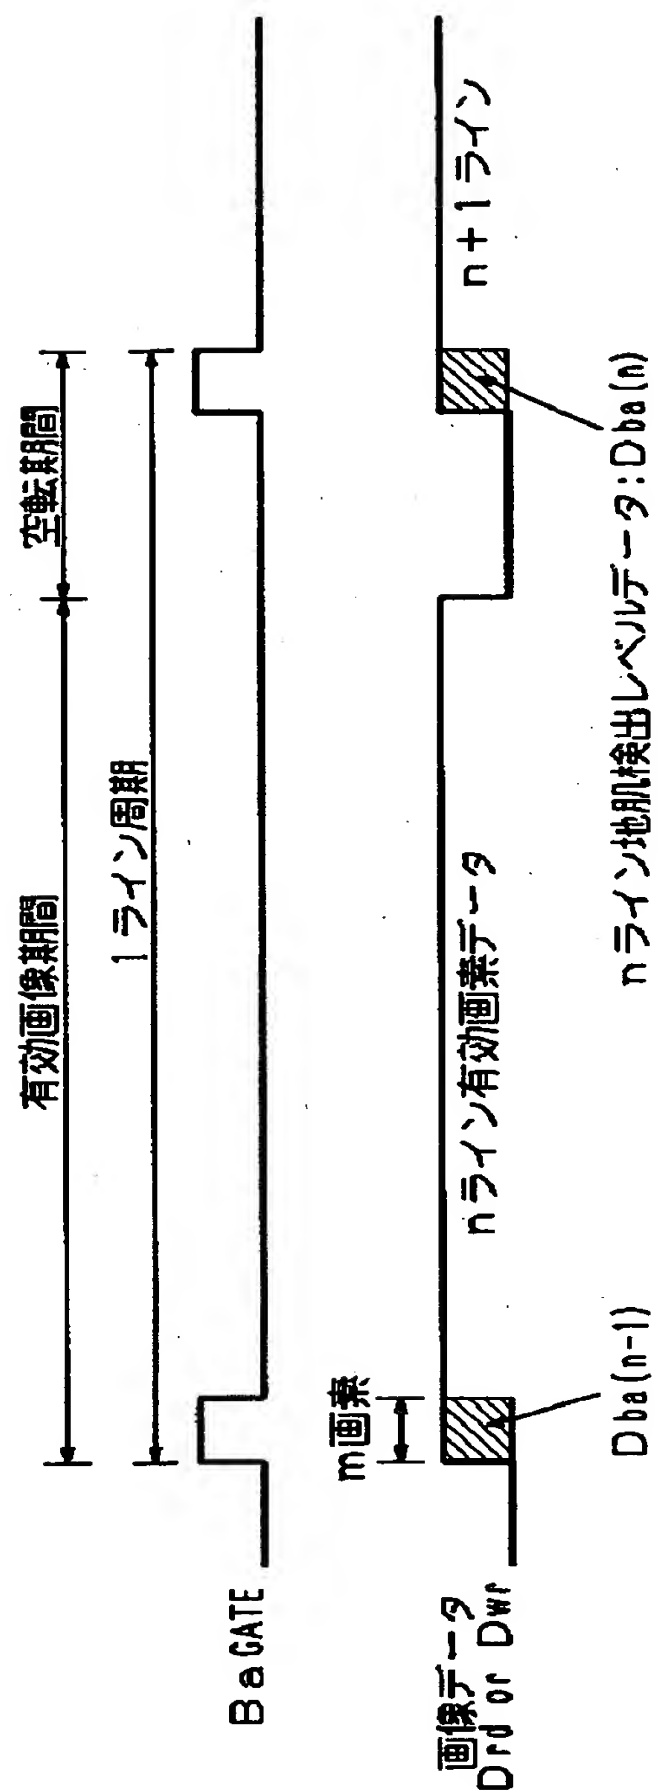 有効画像期間
空転期間
1ライン周期
BaGATE
m画素
画像データ
Drd or Dwr
nライン有効画素データ
n+1ライン
Dba(n-1)
nライン地肌検出レベルデータ:Dba(n)